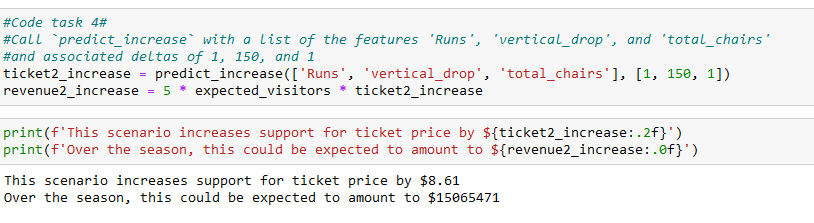 #Code task 4#
#Call `predict_increase` with a list of the features 'Runs', 'vertical_drop', and 'total_chairs'
#and associated deltas of 1, 150, and 1
ticket2_increase = predict_increase(['Runs', 'vertical_drop', 'total_chairs'], [1, 150, 1])
revenue2_increase = 5 * expected_visitors * ticket2_increase
print(f'This scenario increases support for ticket price by ${ticket2_increase:.2f}')
print(f'Over the season, this could be expected to amount to ${revenue2_increase:.0f}')
This scenario increases support for ticket price by $8.61
Over the season, this could be expected to amount to $15065471